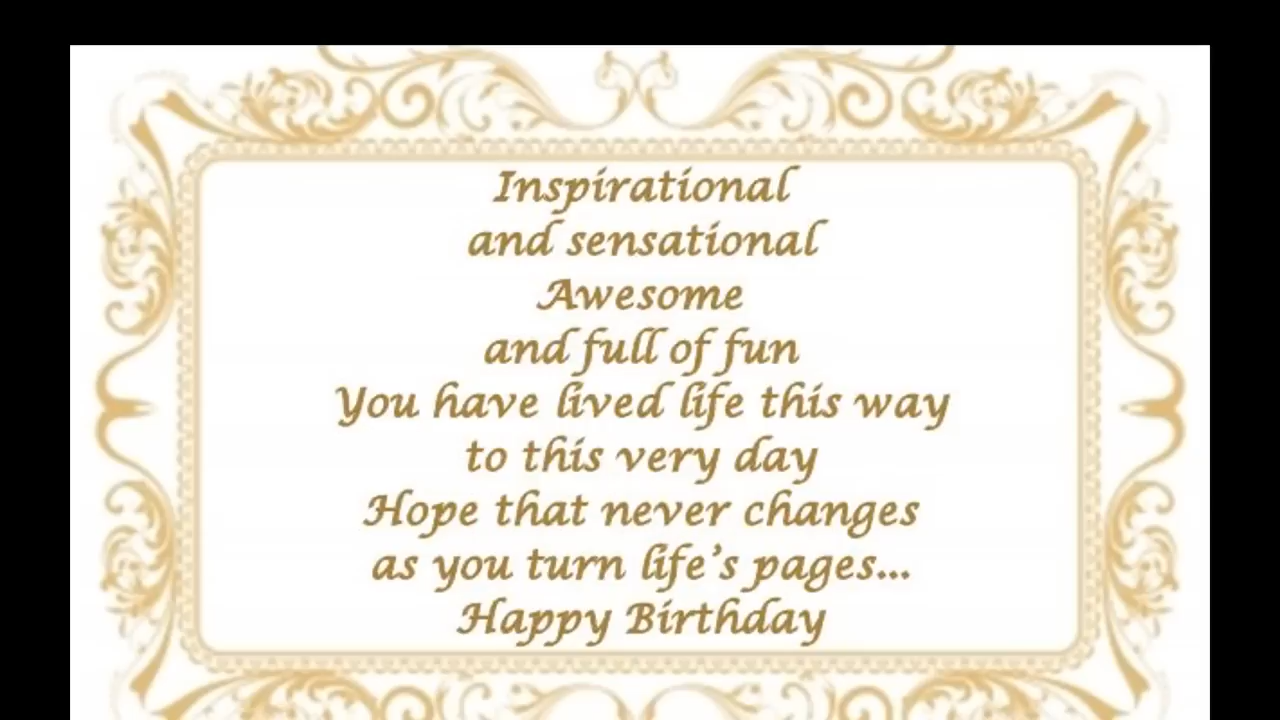 Inspirational
and sensational
Awesome
and full of fun
You have lived life this way
to this very day
Hope that never changes
as you turn life’s pages...
Happy Birthday